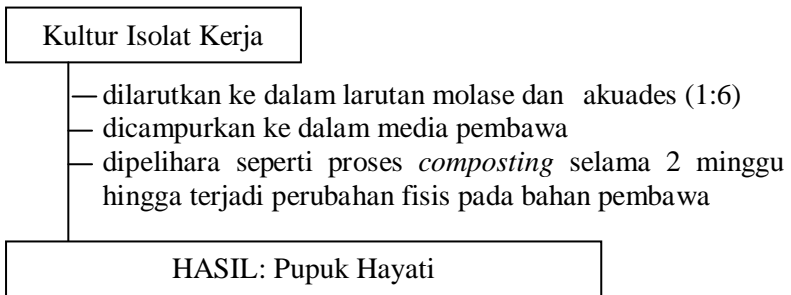 Kultur Isolat Kerja
dilarutkan ke dalam larutan molase dan akuades (1:6)
dicampurkan ke dalam media pembawa
dipelihara seperti proses composting selama 2 minggu
hingga terjadi perubahan fisis pada bahan pembawa
HASIL: Pupuk Hayati